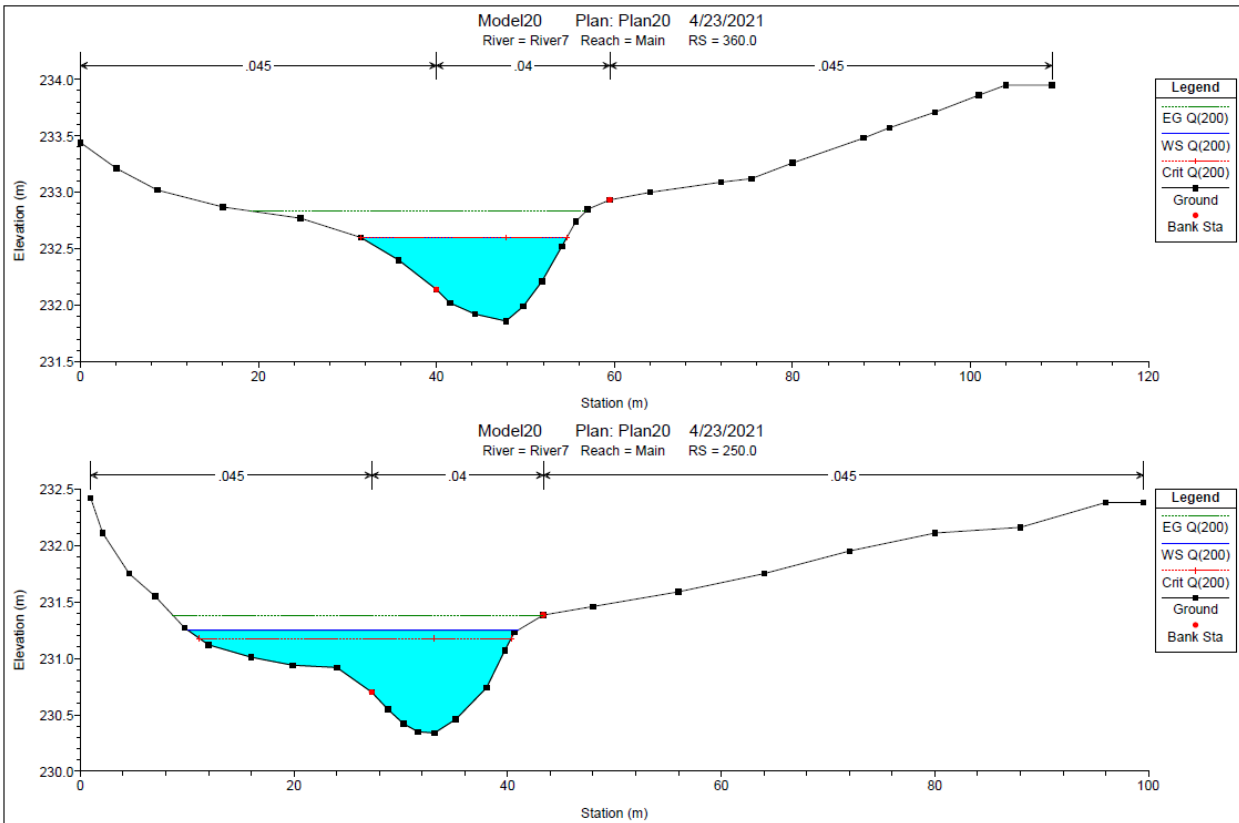 Model20 Plan: Plan20 4/23/2021
River = River7 Reach = Main RS = 360.0
.045 .04 .045
234.0
233.5
233.0
232.5
232.0
231.5
Elevation (m)
0 20 40 60 80 100 120
Station (m)
Legend
EG Q(200)
WS Q(200)
Crit Q(200)
Ground
Bank Sta
Model20 Plan: Plan20 4/23/2021
River = River7 Reach = Main RS = 250.0
.045 .04 .045
232.5
232.0
231.5
231.0
230.5
230.0
Elevation (m)
0 20 40 60 80 100
Station (m)
Legend
EG Q(200)
WS Q(200)
Crit Q(200)
Ground
Bank Sta